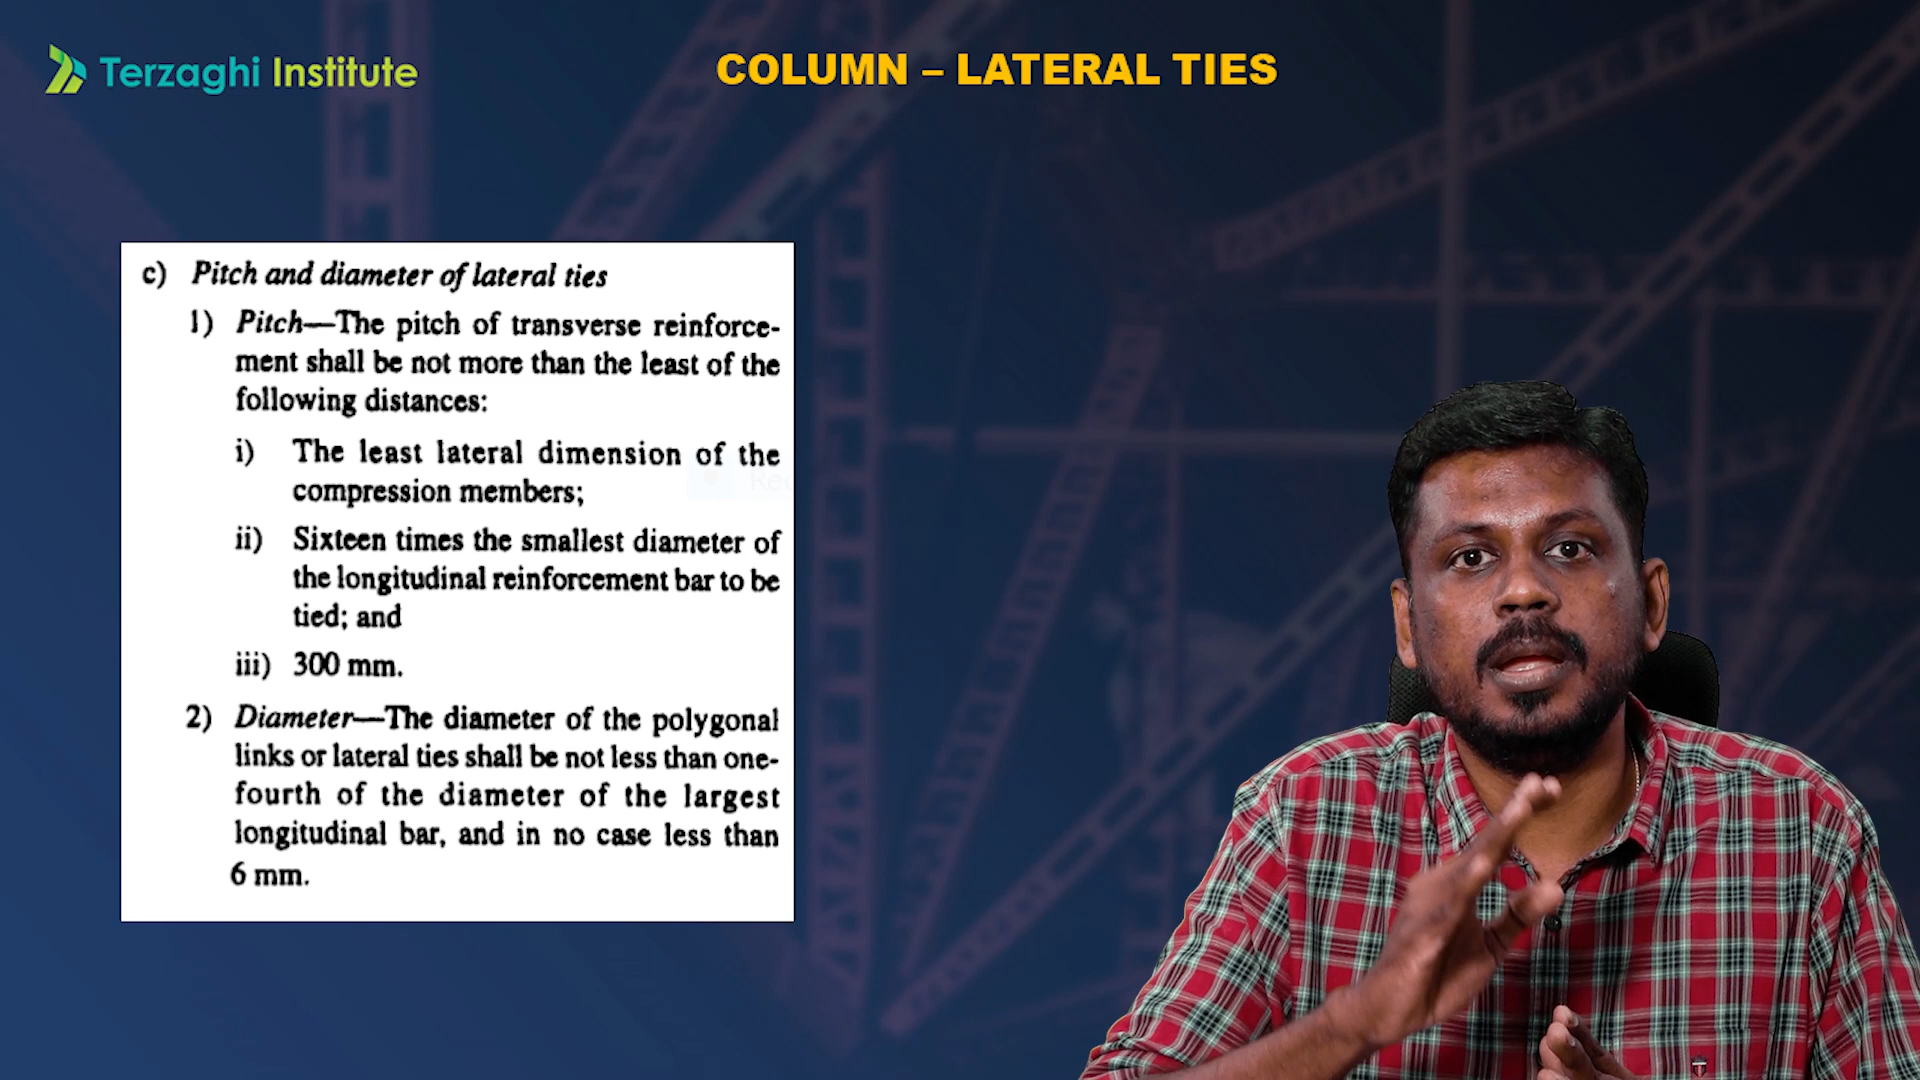 Terzaghi Institute
COLUMN – LATERAL TIES
c) Pitch and diameter of lateral ties
1) Pitch—The pitch of transverse reinforce-
ment shall be not more than the least of the
following distances:
i) The least lateral dimension of the
compression members;
ii) Sixteen times the smallest diameter of
the longitudinal reinforcement bar to be
tied; and
iii) 300 mm.
2) Diameter—The diameter of the polygonal
links or lateral ties shall be not less than one-
fourth of the diameter of the largest
longitudinal bar, and in no case less than
6 mm.